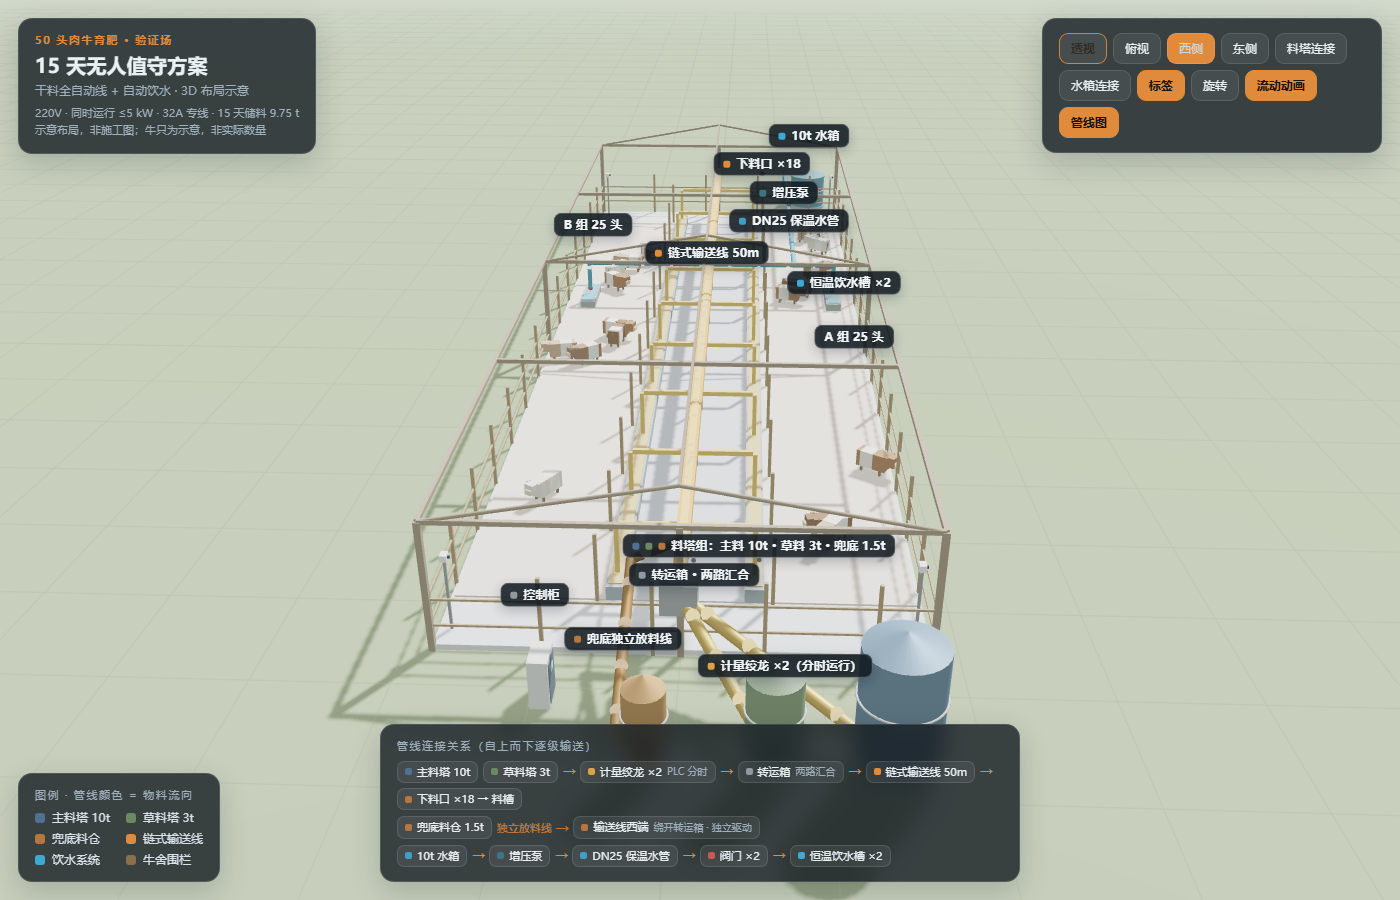 50 头肉牛育肥 • 验证场
15 天无人值守方案
干料全自动线 + 自动饮水 · 3D 布局示意
220V · 同时运行 ≤5 kW · 32A 专线 · 15 天储料 9.75 t
示意布局，非施工图；牛只为示意，非实际数量
透视 俯视 西侧 东侧 料塔连接
水箱连接 标签 旋转 流动动画
管线图
10t 水箱
下料口 ×18
增压泵
DN25 保温水管
B 组 25 头
链式输送线 50m
恒温饮水槽 ×2
A 组 25 头
料塔组：主料 10t • 草料 3t • 兜底 1.5t
转运箱 • 两路汇合
控制柜
兜底独立放料线
计量绞龙 ×2（分时运行）
管线连接关系（自上而下逐级输送）
主料塔 10t 草料塔 3t → 计量绞龙 ×2 PLC 分时 → 转运箱 两路汇合 → 链式输送线 50m →
下料口 ×18 → 料槽
兜底料仓 1.5t 独立放料线 → 输送线西端 绕开转运箱 · 独立驱动
10t 水箱 → 增压泵 → DN25 保温水管 → 阀门 ×2 → 恒温饮水槽 ×2
图例 · 管线颜色 = 物料流向
主料塔 10t 草料塔 3t
兜底料仓 链式输送线
饮水系统 牛舍围栏